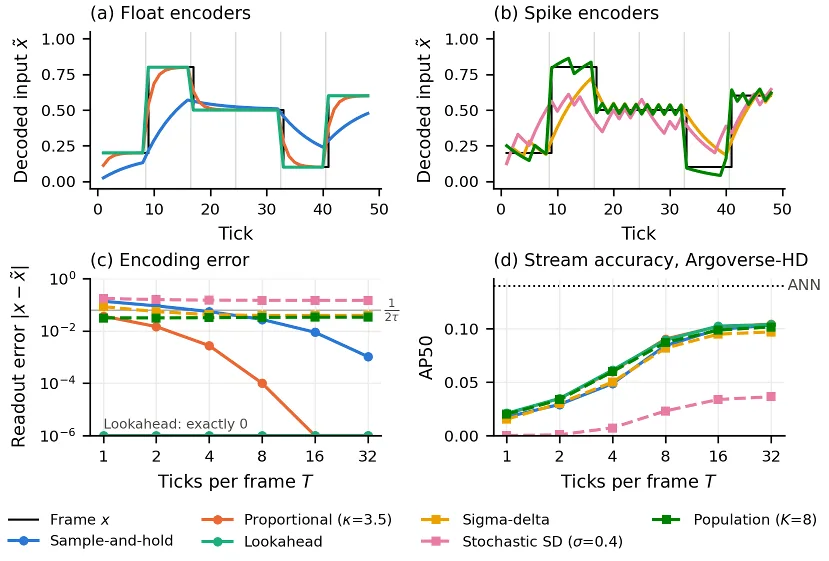 (a) Float encoders
(b) Spike encoders
Decoded input x̃
1.00
0.75
0.50
0.25
0.00
0 10 20 30 40 50
Tick
Decoded input x̃
1.00
0.75
0.50
0.25
0.00
0 10 20 30 40 50
Tick
(c) Encoding error
(d) Stream accuracy, Argoverse-HD
Readout error |x − x̃|
10⁰
10⁻²
10⁻⁴
10⁻⁶
1/2τ
Lookahead: exactly 0
1 2 4 8 16 32
Ticks per frame T
AP50
0.10
0.05
0.00
ANN
1 2 4 8 16 32
Ticks per frame T
Frame x
Proportional (κ=3.5)
Sigma-delta
Population (K=8)
Sample-and-hold
Lookahead
Stochastic SD (σ=0.4)